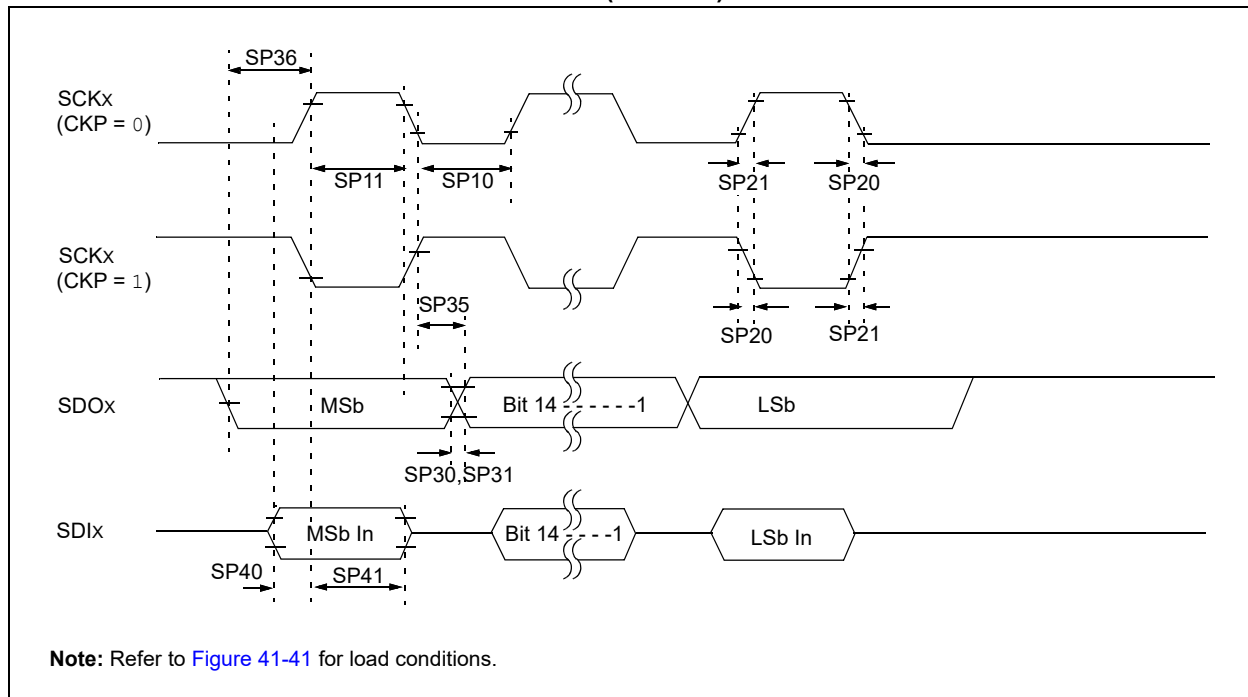 SP36
SCKx
(CKP = 0)
SP11
SP10
SP21
SP20
SCKx
(CKP = 1)
SP35
SP20
SP21
SDOx
MSb
Bit 14 - - - - - -1
LSb
SP30,SP31
SDIx
MSb In
Bit 14 - - - - -1
LSb In
SP40
SP41
Note: Refer to Figure 41-41 for load conditions.